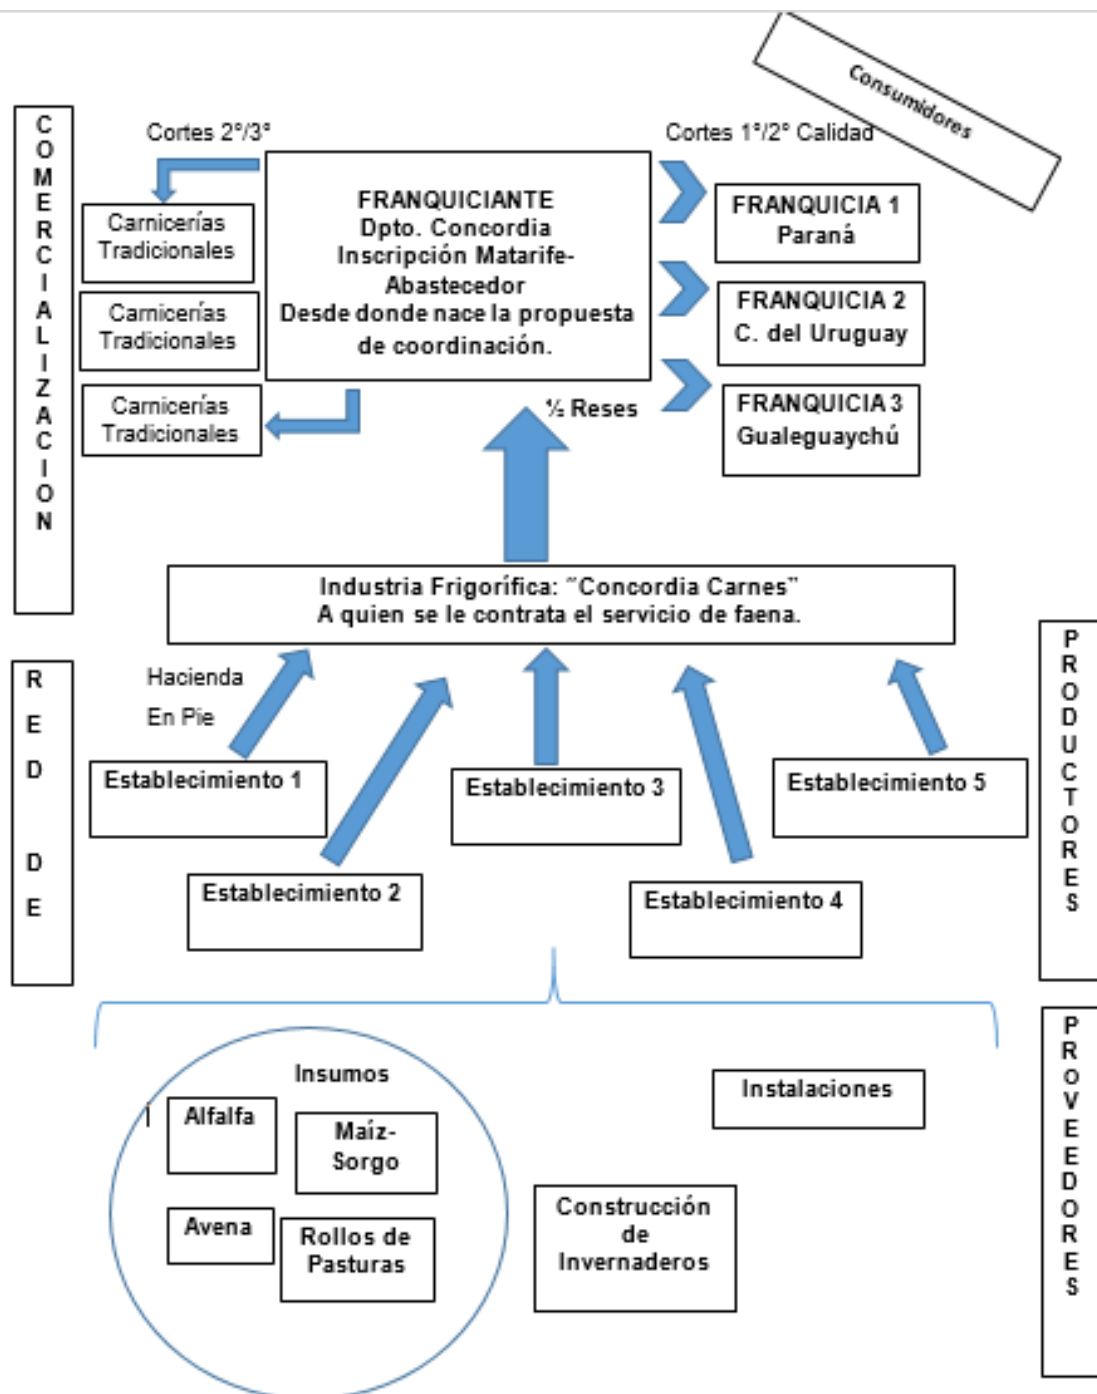 Consumidores
COMERCIALIZACION
Cortes 2°/3°
Cortes 1°/2° Calidad
Carnicerías
Tradicionales
Carnicerías
Tradicionales
Carnicerías
Tradicionales
FRANQUICIANTE
Dpto. Concordia
Inscripción Matarife-
Abastecedor
Desde donde nace la propuesta
de coordinación.
FRANQUICIA 1
Paraná
FRANQUICIA 2
C. del Uruguay
FRANQUICIA 3
Gualeguaychú
½ Reses
Industria Frigorífica: “Concordia Carnes”
A quien se le contrata el servicio de faena.
RED DE
PRODUCTORES
Hacienda
En Pie
Establecimiento 1
Establecimiento 2
Establecimiento 3
Establecimiento 4
Establecimiento 5
PROVEEDORES
Insumos
Alfalfa
Maíz-
Sorgo
Avena
Rollos de
Pasturas
Instalaciones
Construcción
de
Invernaderos